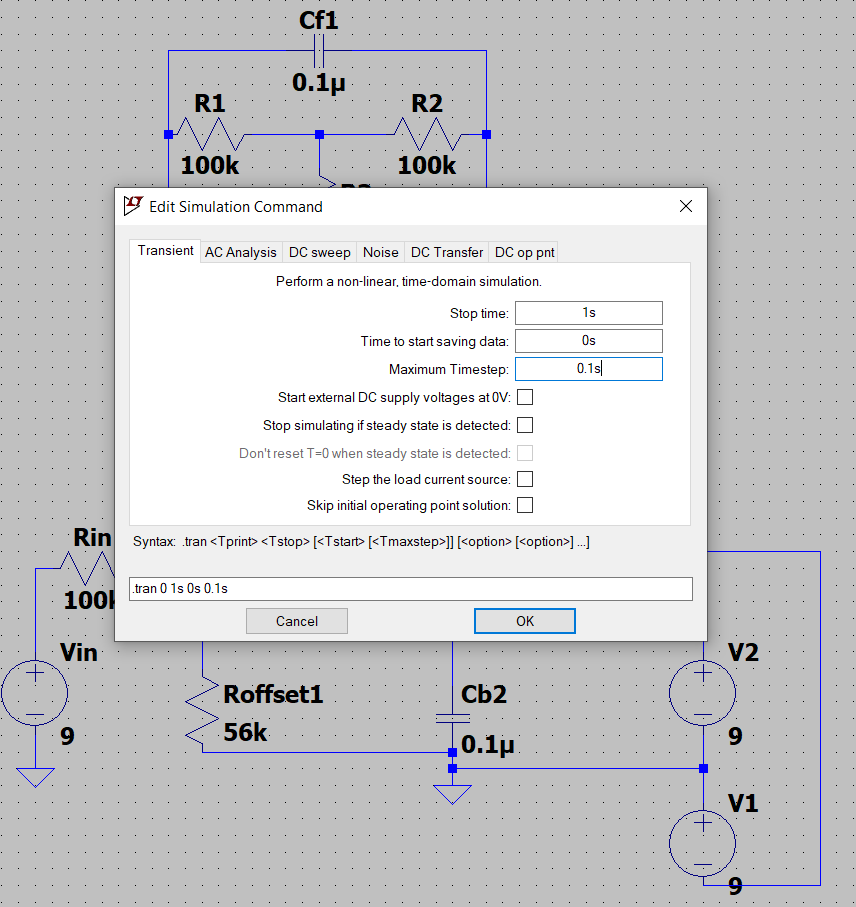 Cf1
0.1µ
R1
R2
100k
100k
Edit Simulation Command
Transient
AC Analysis
DC sweep
Noise
DC Transfer
DC op pnt
Perform a non-linear, time-domain simulation.
Stop time:
1s
Time to start saving data:
0s
Maximum Timestep:
0.1s
Start external DC supply voltages at 0V:
Stop simulating if steady state is detected:
Don't reset T=0 when steady state is detected:
Step the load current source:
Skip initial operating point solution:
Syntax: .tran <Tprint> <Tstop> [<Tstart> [<Tmaxstep>]] [<option> [<option>] ...]
.tran 0 1s 0s 0.1s
Cancel
OK
Rin
100k
Vin
9
Roffset1
56k
Cb2
0.1µ
V2
9
V1
9